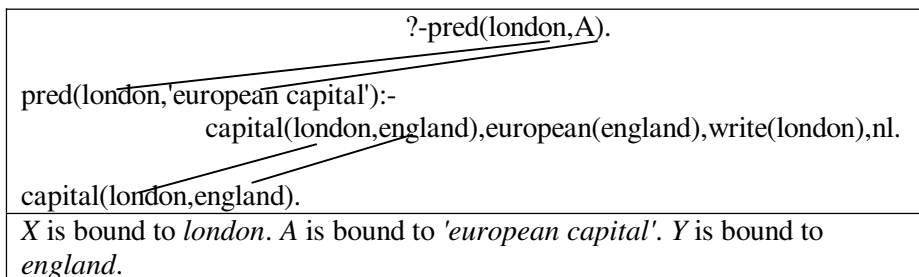 ?-pred(london,A).
pred(london,'european capital'):-
capital(london,england),european(england),write(london),nl.
capital(london,england).
X is bound to london. A is bound to 'european capital'. Y is bound to
england.